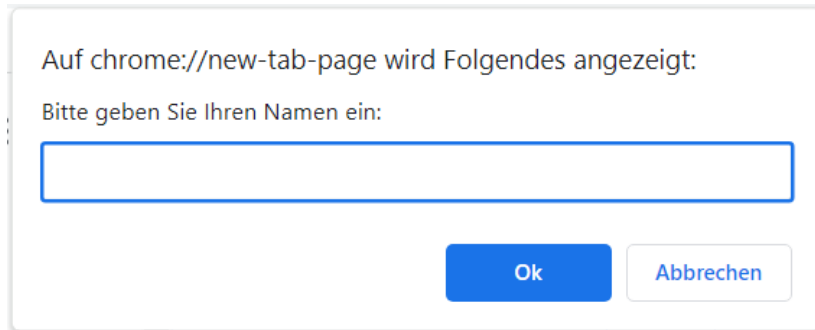 Auf chrome://new-tab-page wird Folgendes angezeigt:
Bitte geben Sie Ihren Namen ein:
Ok
Abbrechen